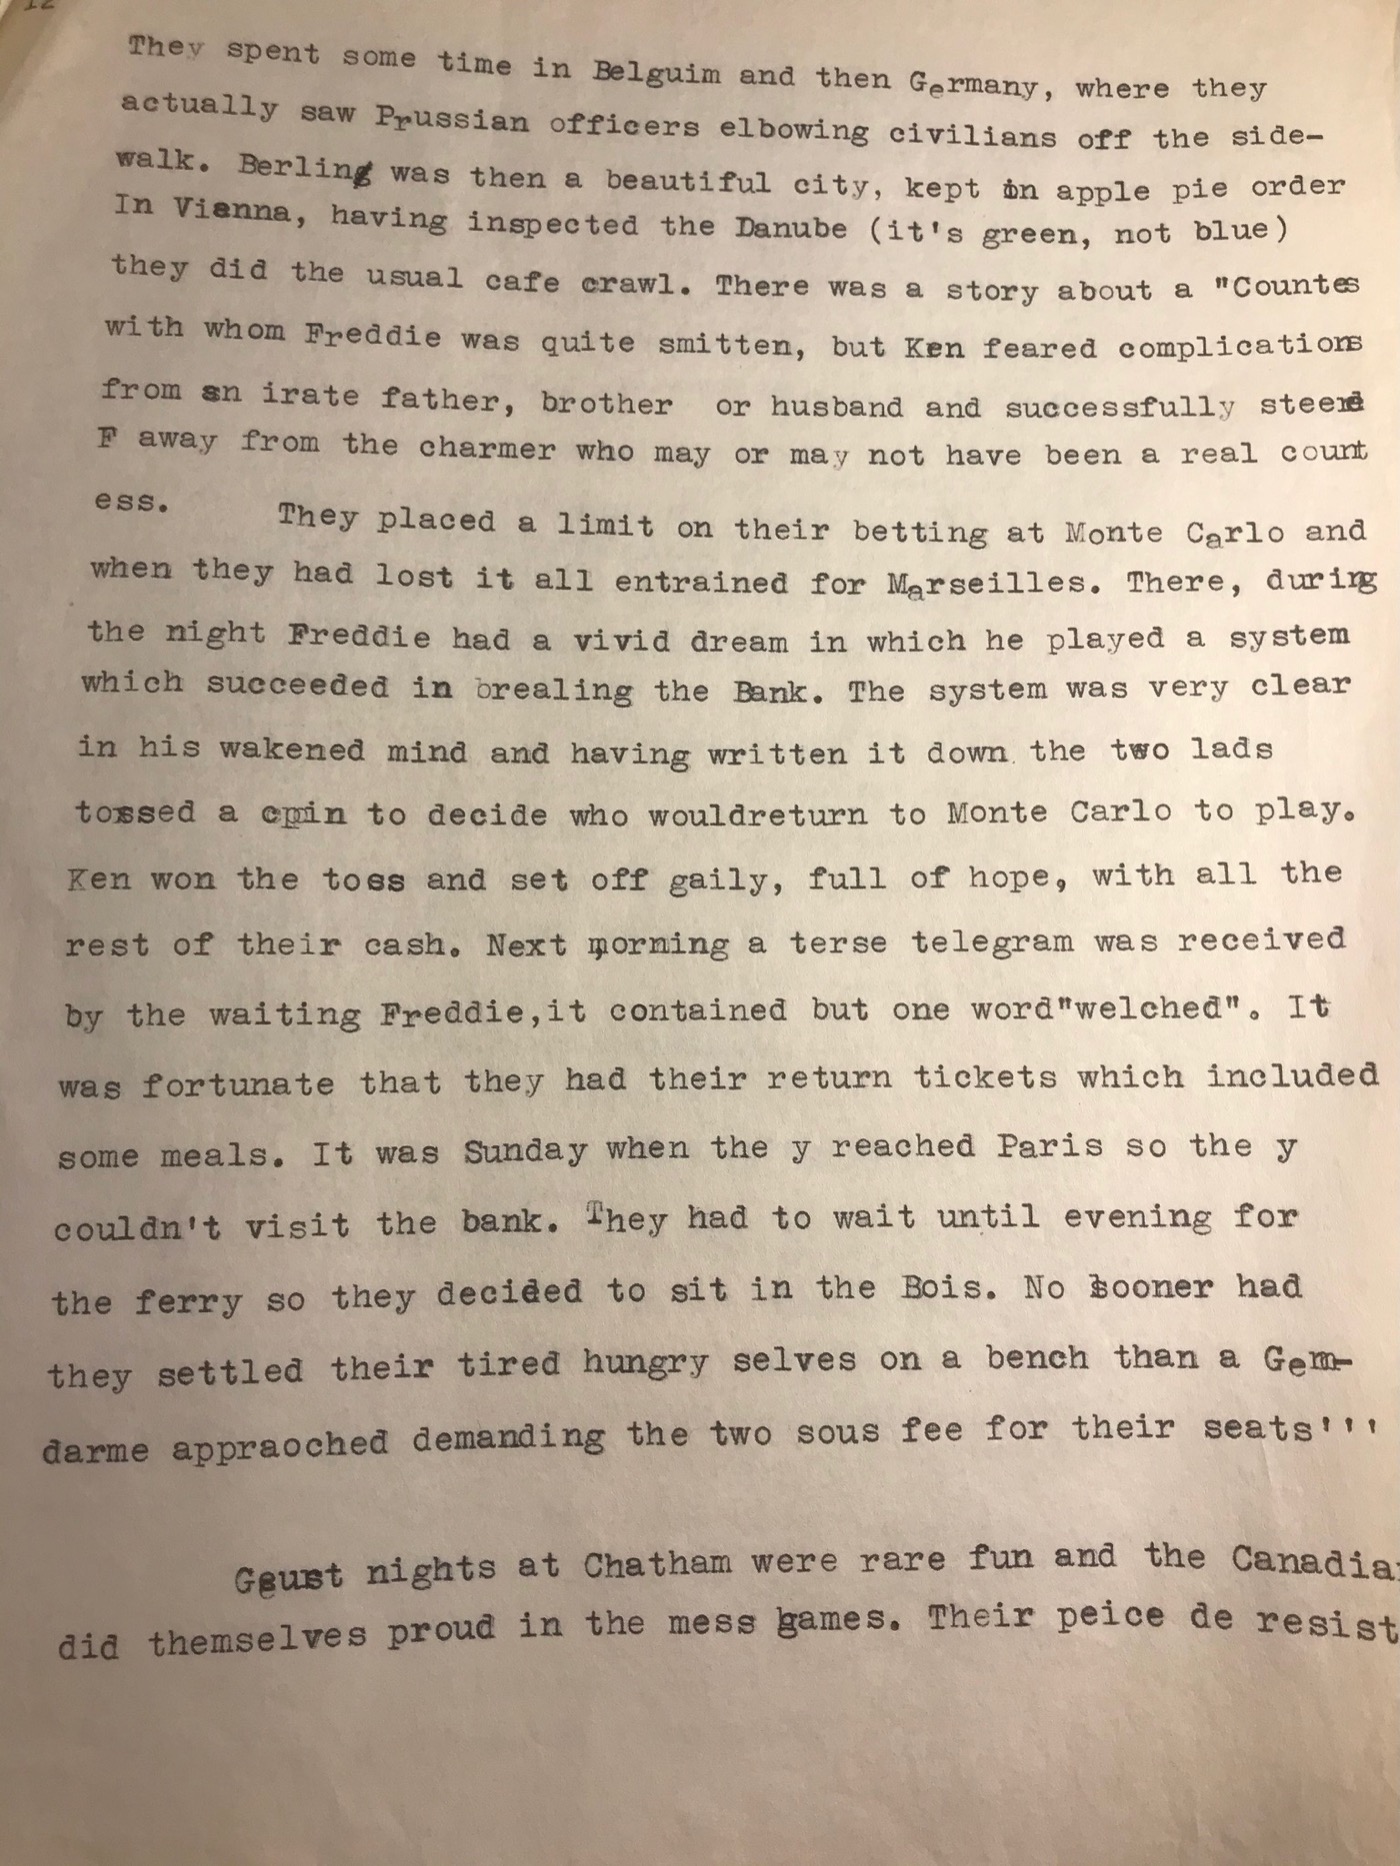 12
They spent some time in Belguim and then Germany, where they
actually saw Prussian officers elbowing civilians off the side-
walk. Berling was then a beautiful city, kept in apple pie order
In Vienna, having inspected the Danube (it's green, not blue)
they did the usual cafe crawl. There was a story about a "Countes
with whom Freddie was quite smitten, but Ken feared complications
from an irate father, brother or husband and successfully steered
F away from the charmer who may or may not have been a real count
ess. They placed a limit on their betting at Monte Carlo and
when they had lost it all entrained for Marseilles. There, during
the night Freddie had a vivid dream in which he played a system
which succeeded in brealing the Bank. The system was very clear
in his wakened mind and having written it down the two lads
tossed a coin to decide who wouldreturn to Monte Carlo to play.
Ken won the toss and set off gaily, full of hope, with all the
rest of their cash. Next morning a terse telegram was received
by the waiting Freddie,it contained but one word"welched". It
was fortunate that they had their return tickets which included
some meals. It was Sunday when the y reached Paris so the y
couldn't visit the bank. They had to wait until evening for
the ferry so they decided to sit in the Bois. No sooner had
they settled their tired hungry selves on a bench than a Gen-
darme appraoched demanding the two sous fee for their seats'''
Geust nights at Chatham were rare fun and the Canadia
did themselves proud in the mess games. Their peice de resist